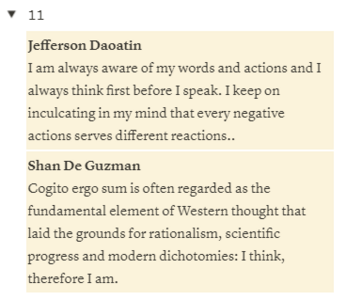 11
Jefferson Daoatin
I am always aware of my words and actions and I
always think first before I speak. I keep on
inculcating in my mind that every negative
actions serves different reactions..
Shan De Guzman
Cogito ergo sum is often regarded as the
fundamental element of Western thought that
laid the grounds for rationalism, scientific
progress and modern dichotomies: I think,
therefore I am.